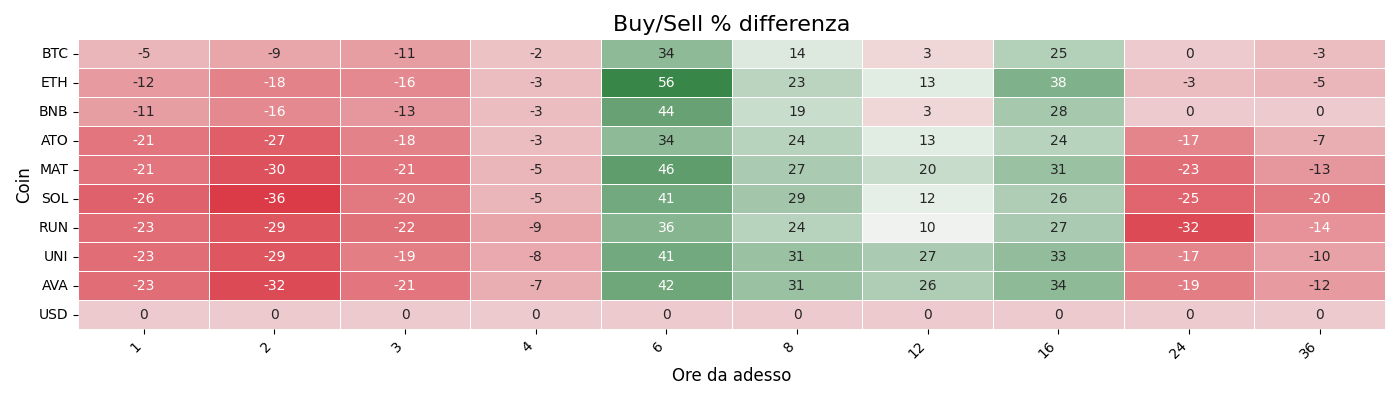 Buy/Sell % differenza
Coin
BTC -5 -9 -11 -2 34 14 3 25 0 -3
ETH -12 -18 -16 -3 56 23 13 38 -3 -5
BNB -11 -16 -13 -3 44 19 3 28 0 0
ATO -21 -27 -18 -3 34 24 13 24 -17 -7
MAT -21 -30 -21 -5 46 27 20 31 -23 -13
SOL -26 -36 -20 -5 41 29 12 26 -25 -20
RUN -23 -29 -22 -9 36 24 10 27 -32 -14
UNI -23 -29 -19 -8 41 31 27 33 -17 -10
AVA -23 -32 -21 -7 42 31 26 34 -19 -12
USD 0 0 0 0 0 0 0 0 0 0
1 2 3 4 6 8 12 16 24 36
Ore da adesso